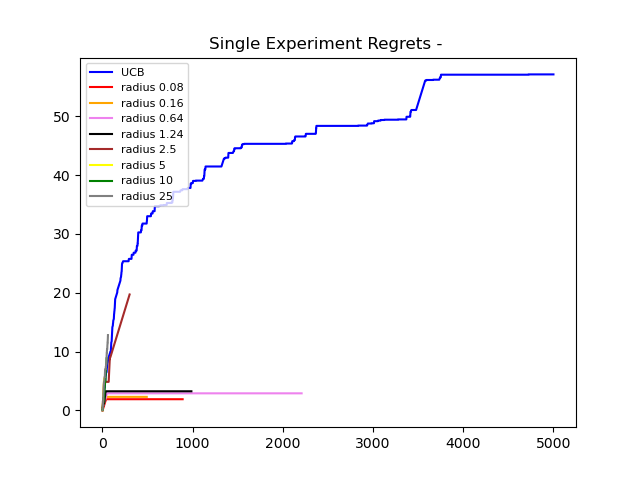 Single Experiment Regrets -
UCB
radius 0.08
radius 0.16
radius 0.64
radius 1.24
radius 2.5
radius 5
radius 10
radius 25
50
40
30
20
10
0
0 1000 2000 3000 4000 5000